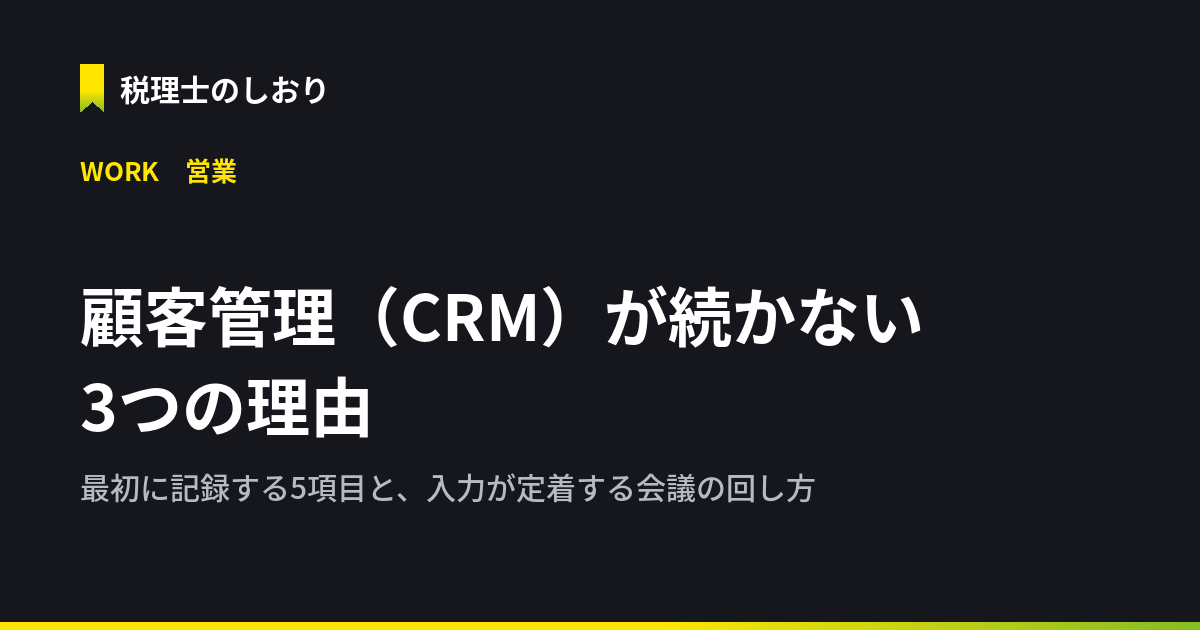 税理士のしおり
WORK 営業
顧客管理（CRM）が続かない
3つの理由
最初に記録する5項目と、入力が定着する会議の回し方